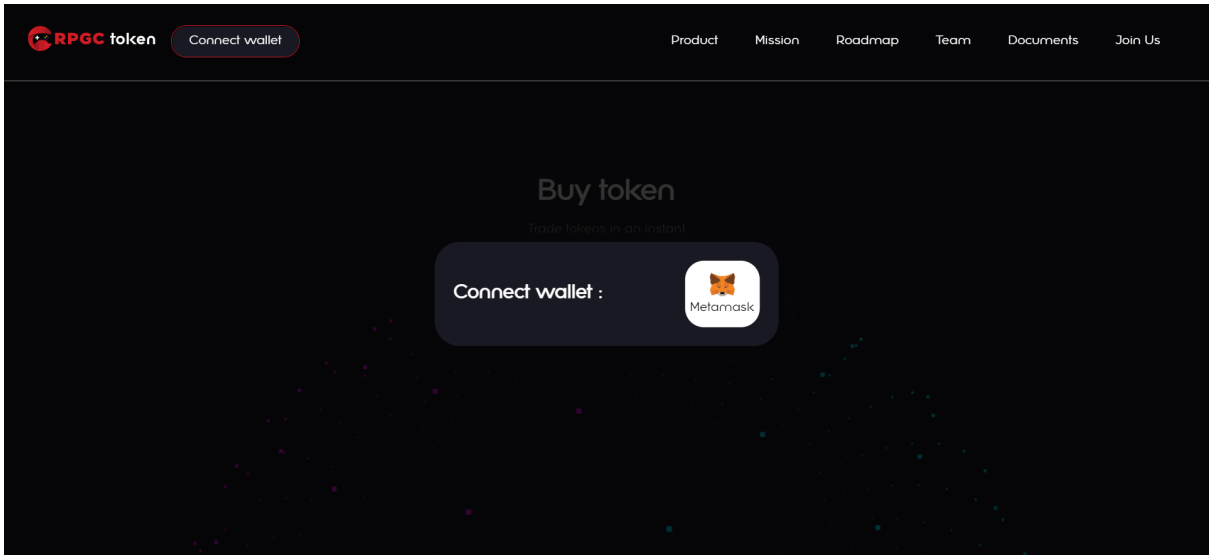 RPGC token
Connect wallet
Product Mission Roadmap Team Documents Join Us
Buy token
Trade tokens in an instant
Connect wallet :
Metamask